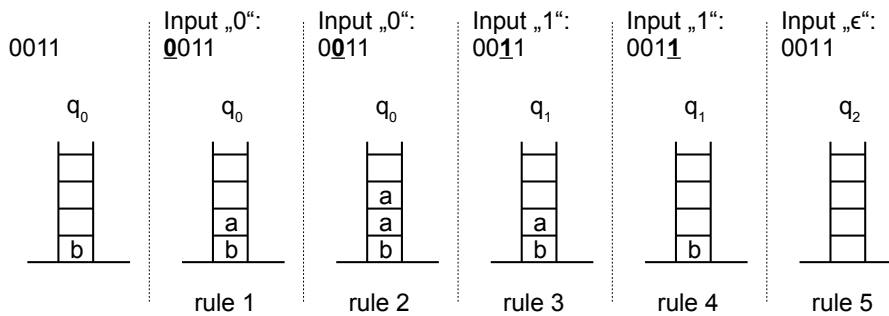 Input „0“: Input „0“: Input „1“: Input „1“: Input „ϵ“:
0011 0011 0011 0011 0011 0011
q₀ q₀ q₀ q₁ q₁ q₂
a
a a a
b b b b b
rule 1 rule 2 rule 3 rule 4 rule 5